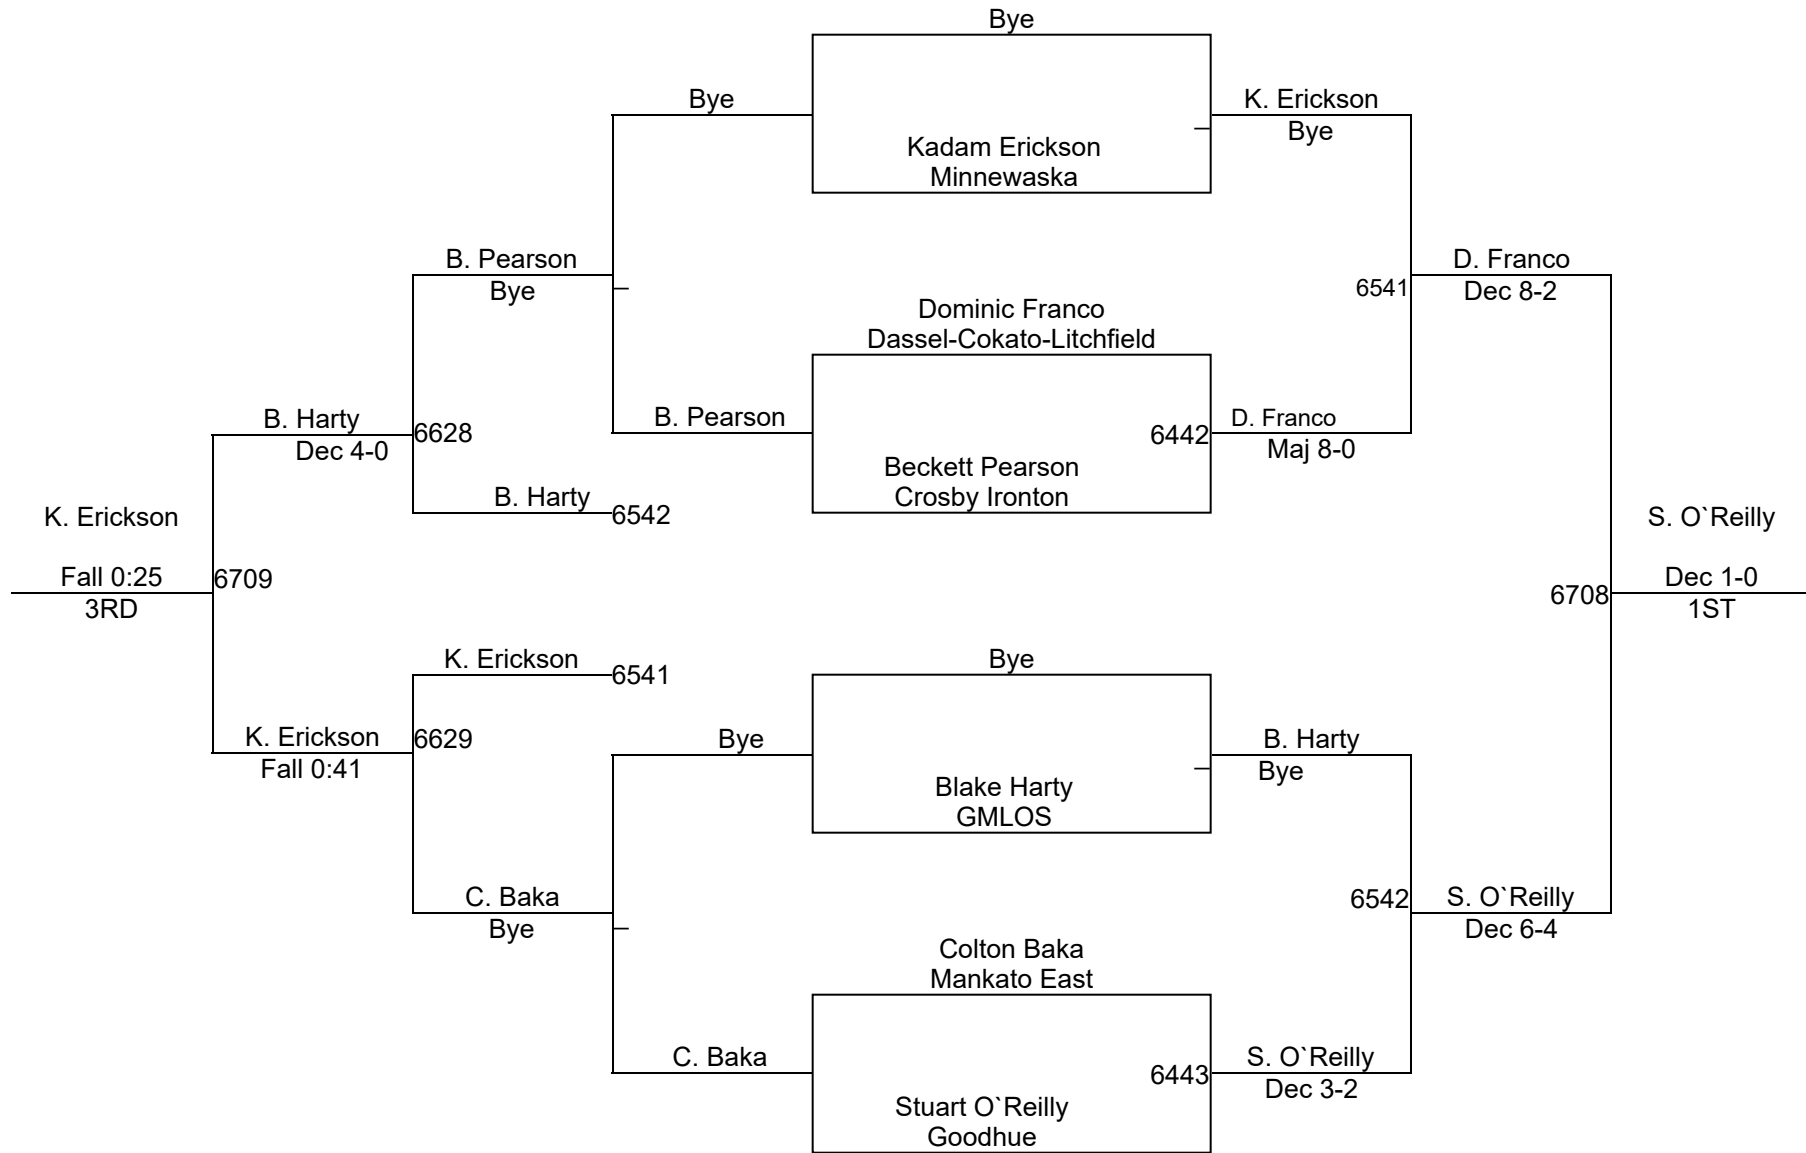 Bye
Bye
K. Erickson
Bye
Kadam Erickson
Minnewaska
B. Pearson
Bye
6541
D. Franco
Dec 8-2
Dominic Franco
Dassel-Cokato-Litchfield
B. Harty
Dec 4-0
6628
B. Pearson
6442
D. Franco
Maj 8-0
Beckett Pearson
Crosby Ironton
B. Harty
6542
K. Erickson
S. O`Reilly
Fall 0:25
3RD
6709
6708
Dec 1-0
1ST
K. Erickson
6541
Bye
K. Erickson
Fall 0:41
6629
Bye
B. Harty
Bye
Blake Harty
GMLOS
C. Baka
Bye
6542
S. O`Reilly
Dec 6-4
Colton Baka
Mankato East
C. Baka
6443
S. O`Reilly
Dec 3-2
Stuart O`Reilly
Goodhue